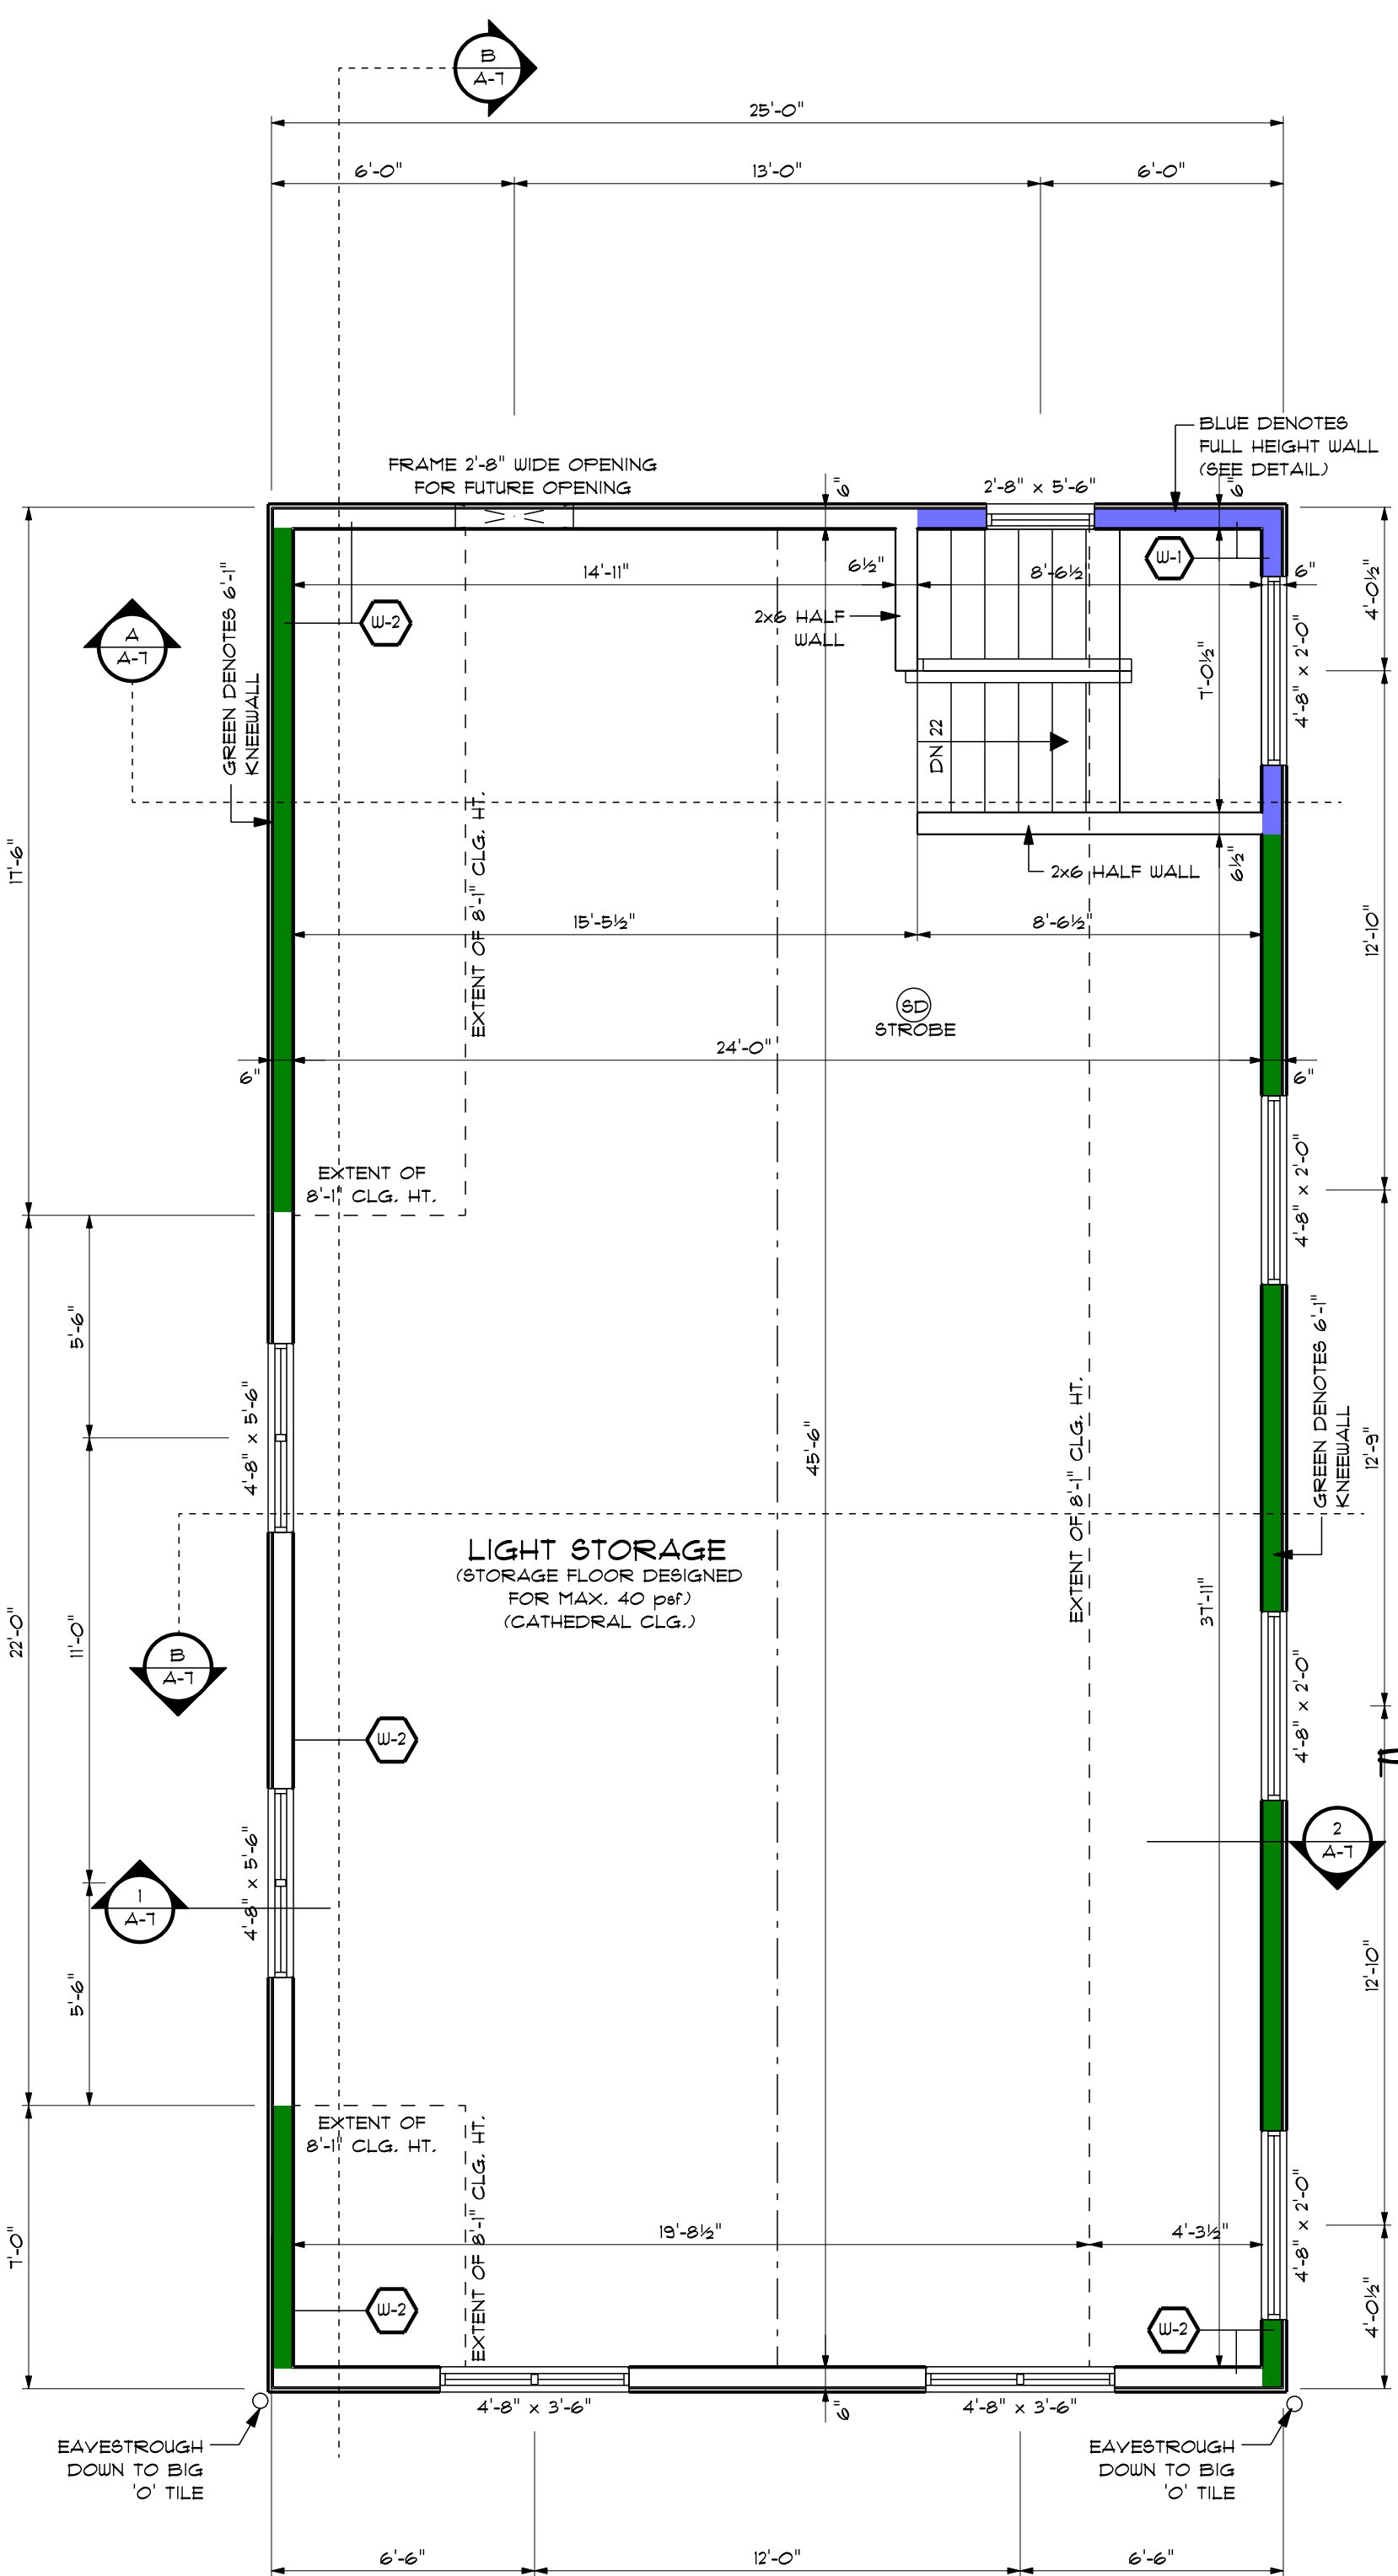 B
A-7
25'-0"
6'-0"
13'-0"
6'-0"
BLUE DENOTES
FULL HEIGHT WALL
(SEE DETAIL)
FRAME 2'-8" WIDE OPENING
FOR FUTURE OPENING
6"
2'-8" x 5'-6"
6"
W-1
14'-11"
6½"
8'-6½
6"
4'-0½"
GREEN DENOTES 6'-1"
KNEEWALL
W-2
2x6 HALF
WALL
A
A-7
7'-0½"
4'-8" x 2'-0"
DN 22
17'-6"
EXTENT OF 8'-1" CLG. HT.
2x6 HALF WALL
6½"
15'-5½"
8'-6½"
12'-10"
SD
STROBE
24'-0"
6"
6"
EXTENT OF
8'-1" CLG. HT.
4'-8" x 2'-0"
5'-6"
GREEN DENOTES 6'-1"
KNEEWALL
4'-8" x 5'-6"
45'-6"
EXTENT OF 8'-1" CLG. HT.
12'-9"
LIGHT STORAGE
(STORAGE FLOOR DESIGNED
FOR MAX. 40 psf)
(CATHEDRAL CLG.)
37'-11"
22'-0"
11'-0"
B
A-7
4'-8" x 2'-0"
W-2
2
A-7
4'-8" x 5'-6"
1
A-7
12'-10"
5'-6"
EXTENT OF
8'-1" CLG. HT.
EXTENT OF 8'-1" CLG. HT.
7'-0"
19'-8½"
4'-3½"
4'-8" x 2'-0"
W-2
W-2
4'-0½"
4'-8" x 3'-6"
6"
4'-8" x 3'-6"
EAVESTROUGH
DOWN TO BIG
'O' TILE
EAVESTROUGH
DOWN TO BIG
'O' TILE
6'-6"
12'-0"
6'-6"